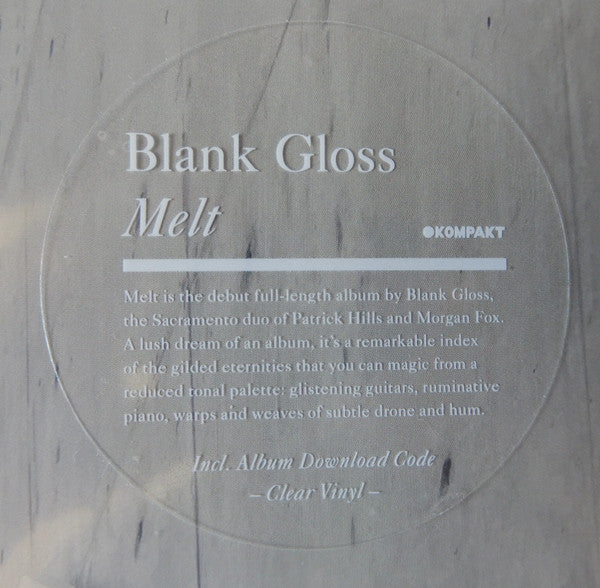 Blank Gloss
Melt
KOMPAKT
Melt is the debut full-length album by Blank Gloss,
the Sacramento duo of Patrick Hills and Morgan Fox.
A lush dream of an album, it's a remarkable index
of the gilded eternities that you can magic from a
reduced tonal palette: glistening guitars, ruminative
piano, warps and weaves of subtle drone and hum.
Incl. Album Download Code
– Clear Vinyl –